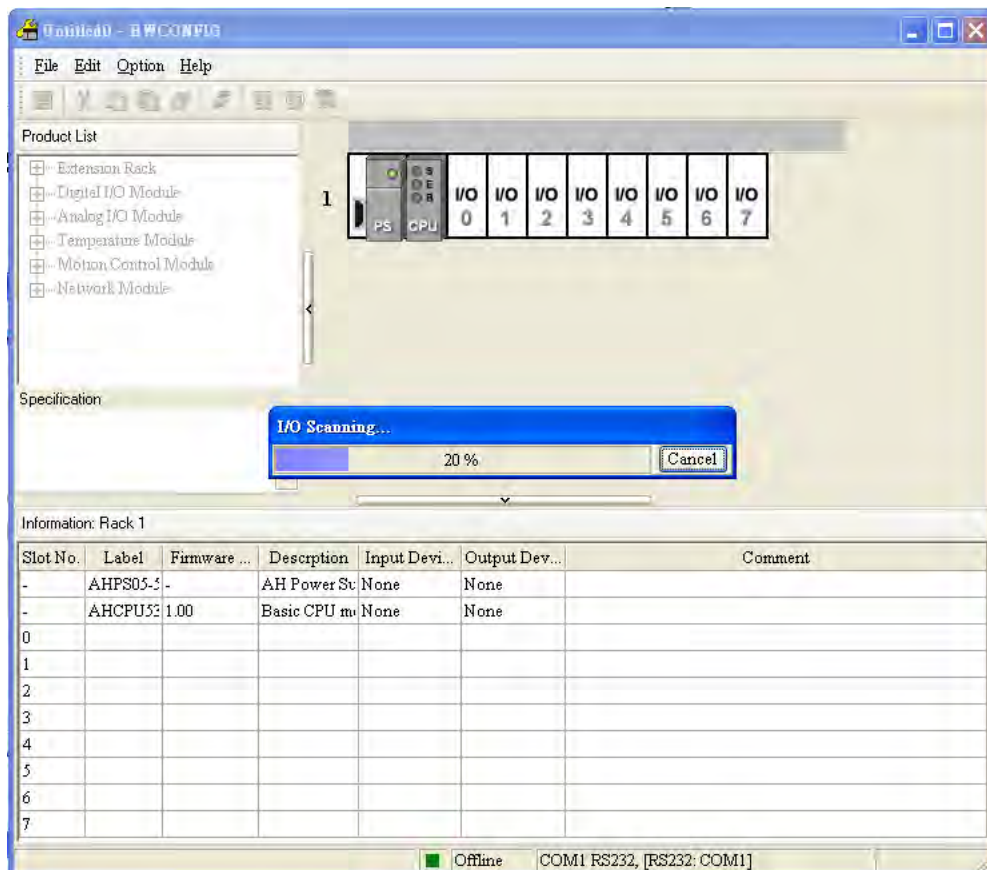 Untitled0 - HWCONFIG
File Edit Option Help
Product List
Extension Rack
Digital I/O Module
Analog I/O Module
Temperature Module
Motion Control Module
Network Module
1
PS CPU
S
E
B
I/O 0 I/O 1 I/O 2 I/O 3 I/O 4 I/O 5 I/O 6 I/O 7
Specification
I/O Scanning...
20 % Cancel
Information: Rack 1
Slot No. Label Firmware ... Descrption Input Devi... Output Dev... Comment
- AHPS05-5 - AH Power Su None None
- AHCPU53 1.00 Basic CPU m None None
0
1
2
3
4
5
6
7
Offline COM1 RS232, [RS232: COM1]